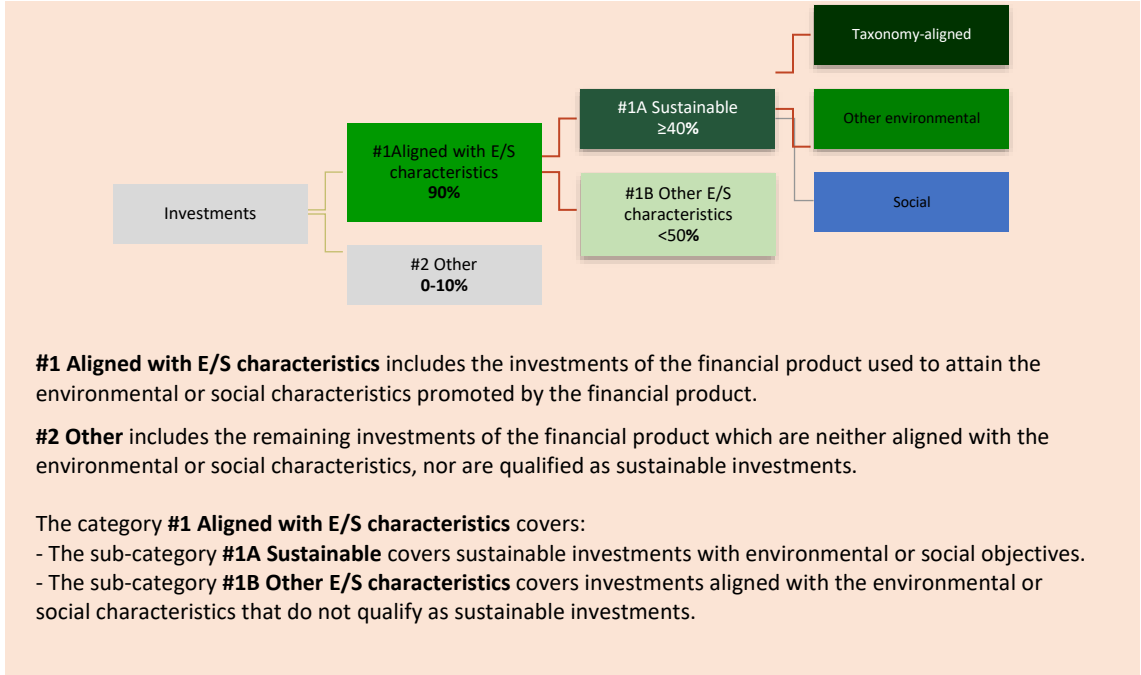 Taxonomy-aligned
#1A Sustainable
≥40%
Other environmental
#1Aligned with E/S
characteristics
90%
#1B Other E/S
characteristics
<50%
Investments
Social
#2 Other
0-10%
#1 Aligned with E/S characteristics includes the investments of the financial product used to attain the
environmental or social characteristics promoted by the financial product.
#2 Other includes the remaining investments of the financial product which are neither aligned with the
environmental or social characteristics, nor are qualified as sustainable investments.
The category #1 Aligned with E/S characteristics covers:
- The sub-category #1A Sustainable covers sustainable investments with environmental or social objectives.
- The sub-category #1B Other E/S characteristics covers investments aligned with the environmental or
social characteristics that do not qualify as sustainable investments.